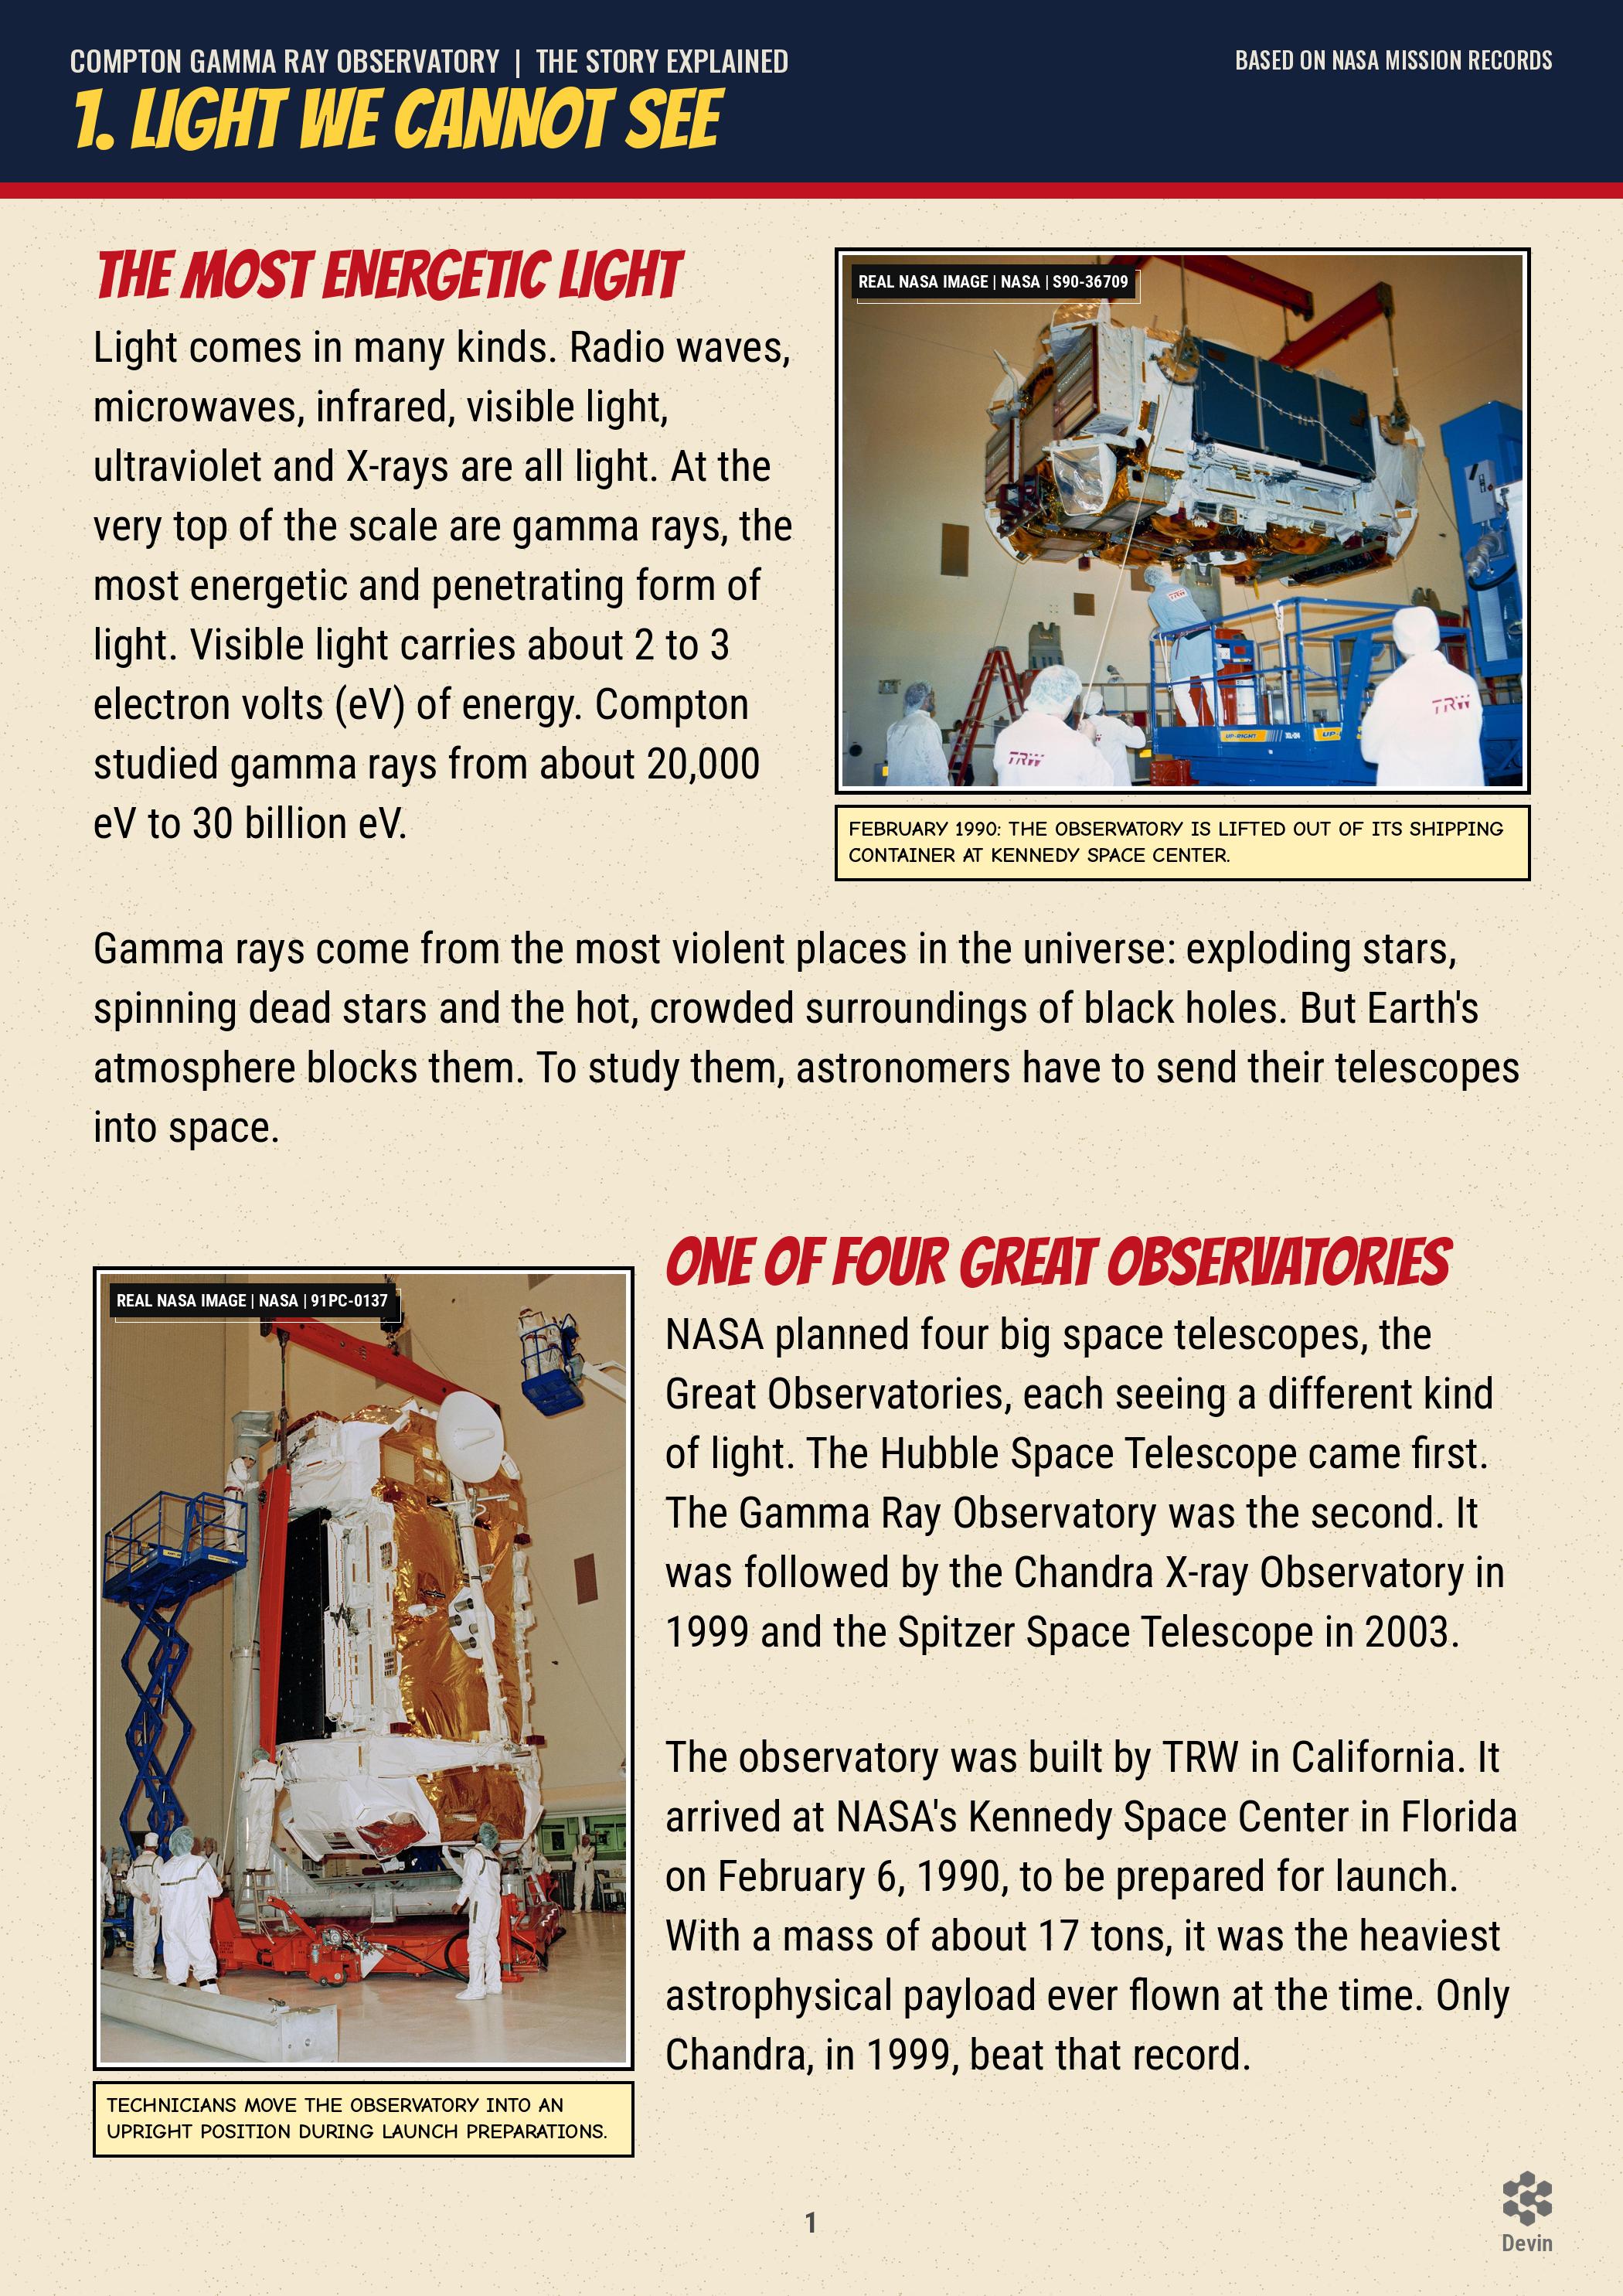 COMPTON GAMMA RAY OBSERVATORY | THE STORY EXPLAINED
BASED ON NASA MISSION RECORDS
1. LIGHT WE CANNOT SEE
THE MOST ENERGETIC LIGHT
Light comes in many kinds. Radio waves,
microwaves, infrared, visible light,
ultraviolet and X-rays are all light. At the
very top of the scale are gamma rays, the
most energetic and penetrating form of
light. Visible light carries about 2 to 3
electron volts (eV) of energy. Compton
studied gamma rays from about 20,000
eV to 30 billion eV.
REAL NASA IMAGE | NASA | S90-36709
TRW
TRW
TRW
UP-RIGHT
UP
FEBRUARY 1990: THE OBSERVATORY IS LIFTED OUT OF ITS SHIPPING
CONTAINER AT KENNEDY SPACE CENTER.
Gamma rays come from the most violent places in the universe: exploding stars,
spinning dead stars and the hot, crowded surroundings of black holes. But Earth's
atmosphere blocks them. To study them, astronomers have to send their telescopes
into space.
REAL NASA IMAGE | NASA | 91PC-0137
TECHNICIANS MOVE THE OBSERVATORY INTO AN
UPRIGHT POSITION DURING LAUNCH PREPARATIONS.
ONE OF FOUR GREAT OBSERVATORIES
NASA planned four big space telescopes, the
Great Observatories, each seeing a different kind
of light. The Hubble Space Telescope came first.
The Gamma Ray Observatory was the second. It
was followed by the Chandra X-ray Observatory in
1999 and the Spitzer Space Telescope in 2003.
The observatory was built by TRW in California. It
arrived at NASA's Kennedy Space Center in Florida
on February 6, 1990, to be prepared for launch.
With a mass of about 17 tons, it was the heaviest
astrophysical payload ever flown at the time. Only
Chandra, in 1999, beat that record.
1
Devin